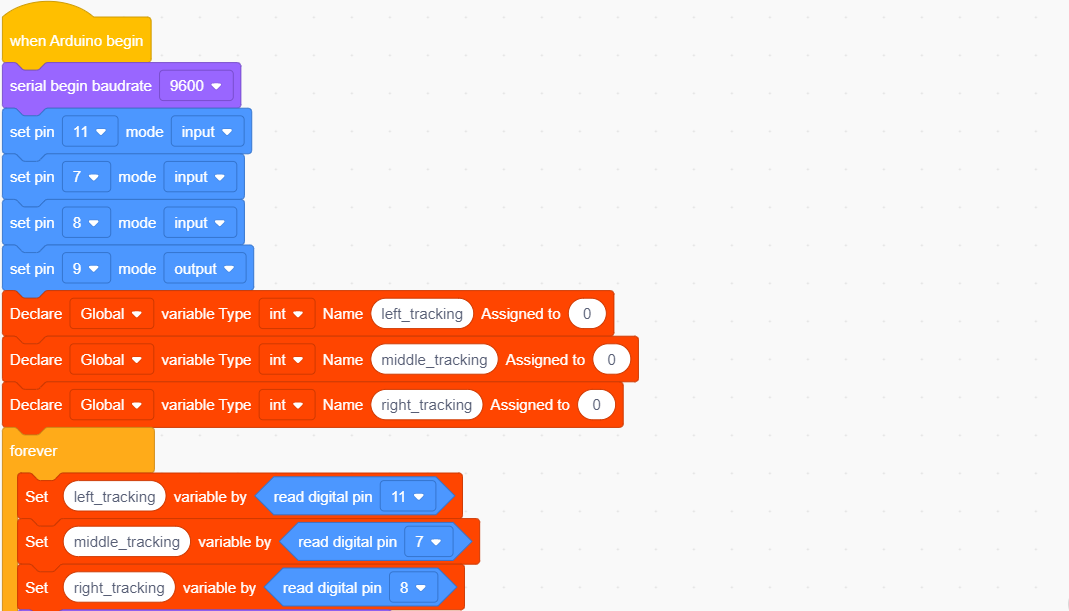 when Arduino begin
serial begin baudrate 9600
set pin 11 mode input
set pin 7 mode input
set pin 8 mode input
set pin 9 mode output
Declare Global variable Type int Name left_tracking Assigned to 0
Declare Global variable Type int Name middle_tracking Assigned to 0
Declare Global variable Type int Name right_tracking Assigned to 0
forever
Set left_tracking variable by read digital pin 11
Set middle_tracking variable by read digital pin 7
Set right_tracking variable by read digital pin 8